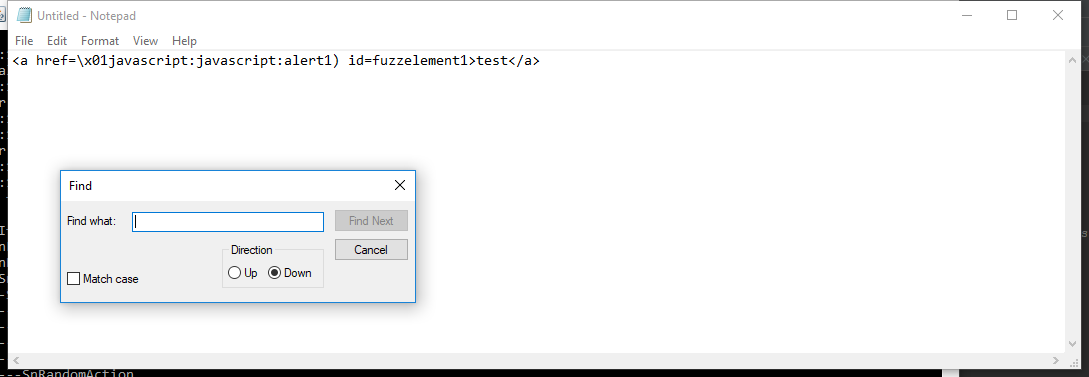 Untitled - Notepad
File Edit Format View Help
<a href=\x01javascript:javascript:alert1) id=fuzzelement1>test</a>
Find
Find what:
Find Next
Direction
Cancel
Up Down
Match case
---SnRandomAction